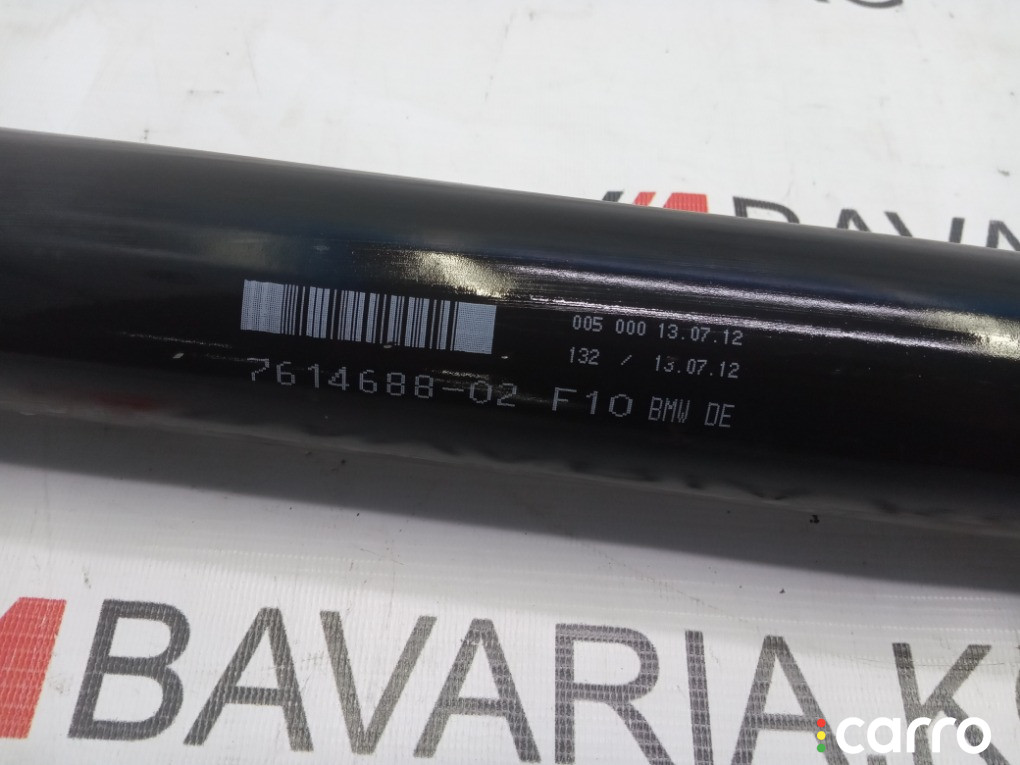 005 000 13.07.12
132 / 13.07.12
7614688-02 F10 BMW DE
BAVARIA.K
carro